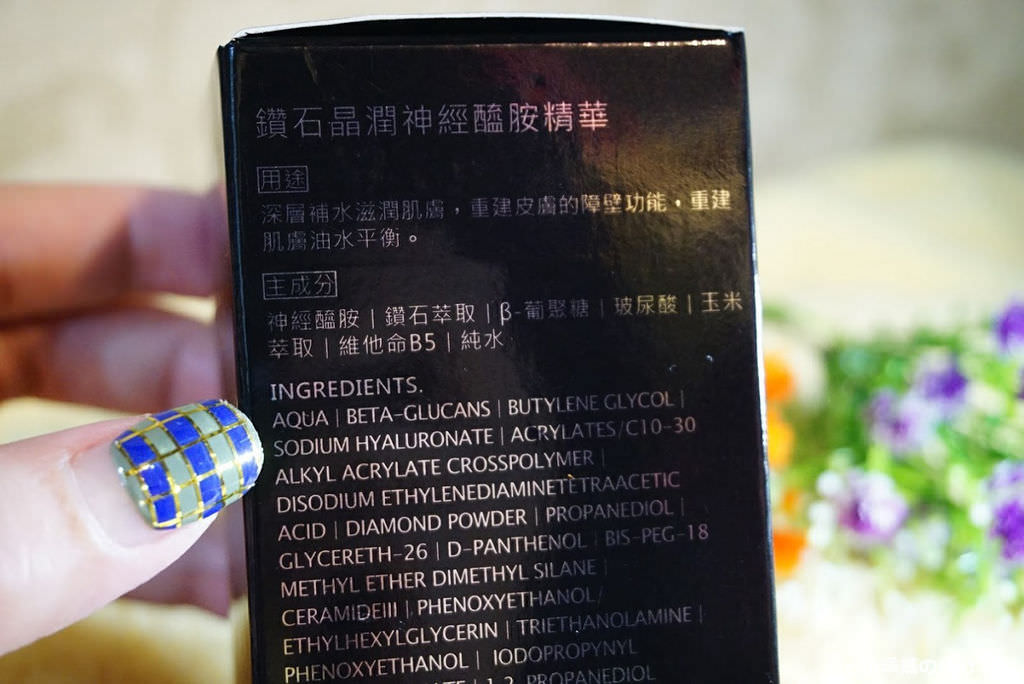 鑽石晶潤神經醯胺精華
用途
深層補水滋潤肌膚，重建皮膚的障壁功能，重建
肌膚油水平衡。
主成分
神經醯胺 | 鑽石萃取 | β-葡聚糖 | 玻尿酸 | 玉米
萃取 | 維他命B5 | 純水
INGREDIENTS.
AQUA | BETA-GLUCANS | BUTYLENE GLYCOL |
SODIUM HYALURONATE | ACRYLATES/C10-30
ALKYL ACRYLATE CROSSPOLYMER |
DISODIUM ETHYLENEDIAMINETETRAACETIC
ACID | DIAMOND POWDER | PROPANEDIOL |
GLYCERETH-26 | D-PANTHENOL | BIS-PEG-18
METHYL ETHER DIMETHYL SILANE |
CERAMIDEIII | PHENOXYETHANOL/
ETHYLHEXYLGLYCERIN | TRIETHANOLAMINE |
PHENOXYETHANOL | IODOPROPYNYL
1,2-PROPANEDIOL